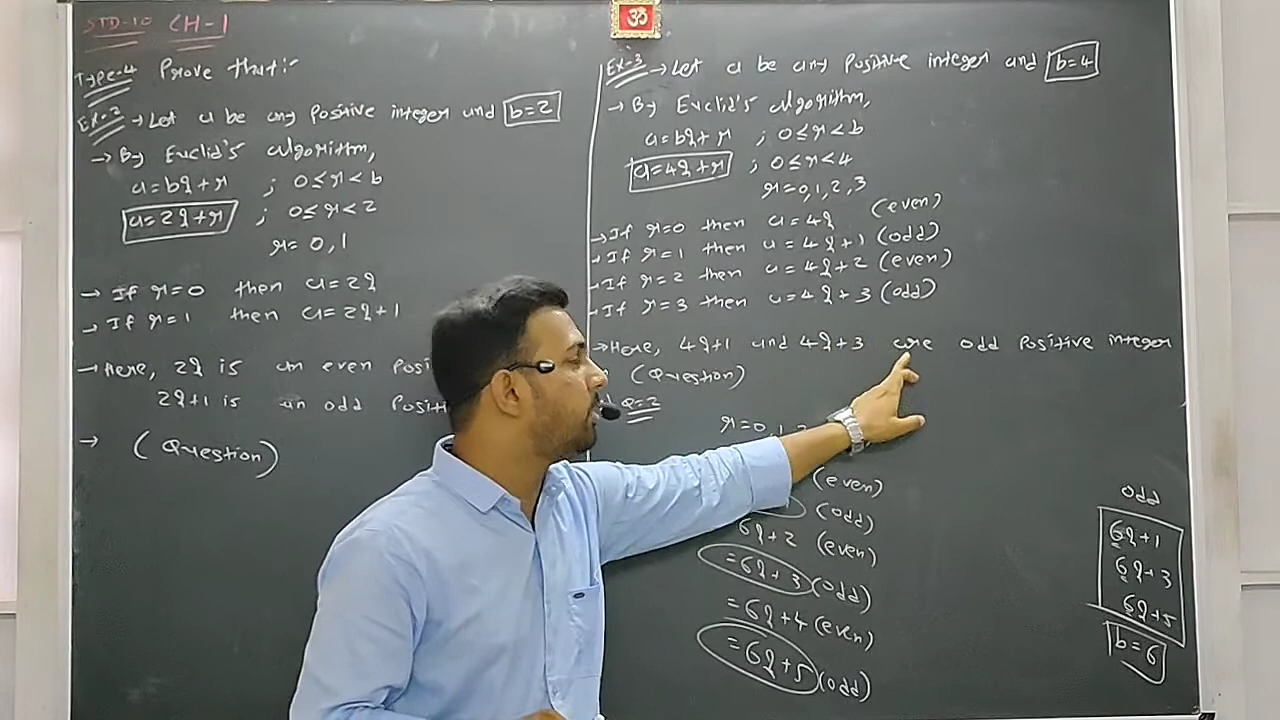 STD-10 CH-1
Type-4 Prove that:-
Ex-2 → Let a be any Positive integer and b=2
→ By Euclid's algorithm,
a=bq+r ; 0≤r<b
a=2q+r ; 0≤r<2
r=0,1
→ If r=0 then a=2q
→ If r=1 then a=2q+1
→ Here, 2q is an even Posi
2q+1 is an odd Posit
→ (Question)
ॐ
Ex-3 → Let a be any Positive integer and b=4
→ By Euclid's algorithm,
a=bq+r ; 0≤r<b
a=4q+r ; 0≤r<4
r=0,1,2,3
→ If r=0 then a=4q (even)
→ If r=1 then a=4q+1 (odd)
→ If r=2 then a=4q+2 (even)
→ If r=3 then a=4q+3 (odd)
→ Here, 4q+1 and 4q+3 are odd Positive integer
(Question)
Q=2
r=0,1,2
(even)
(odd)
6q+2 (even)
=6q+3 (odd)
=6q+4 (even)
=6q+5 (odd)
odd
6q+1
6q+3
6q+5
b=6